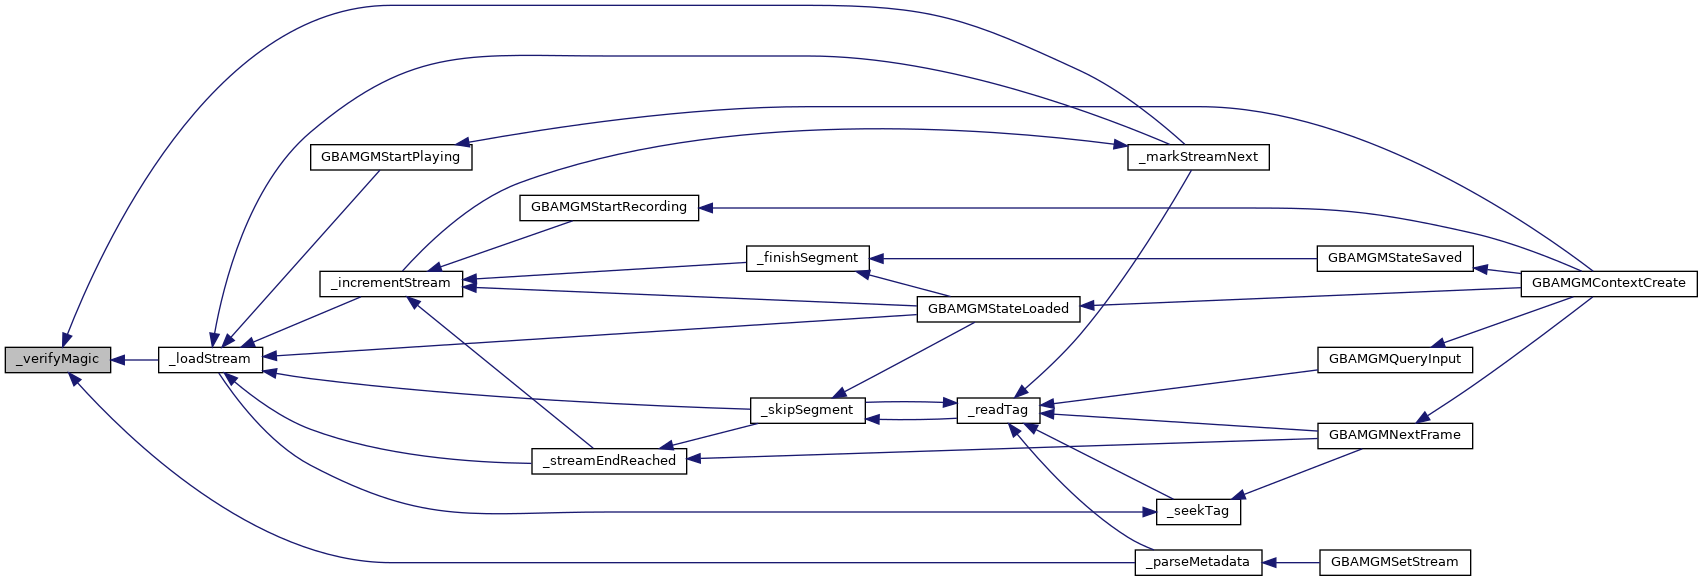 GBAMGMStartPlaying
_markStreamNext
GBAMGMStartRecording
_finishSegment
GBAMGMStateSaved
_incrementStream
GBAMGMContextCreate
GBAMGMStateLoaded
_verifyMagic
_loadStream
GBAMGMQueryInput
_skipSegment
_readTag
GBAMGMNextFrame
_streamEndReached
_seekTag
_parseMetadata
GBAMGMSetStream